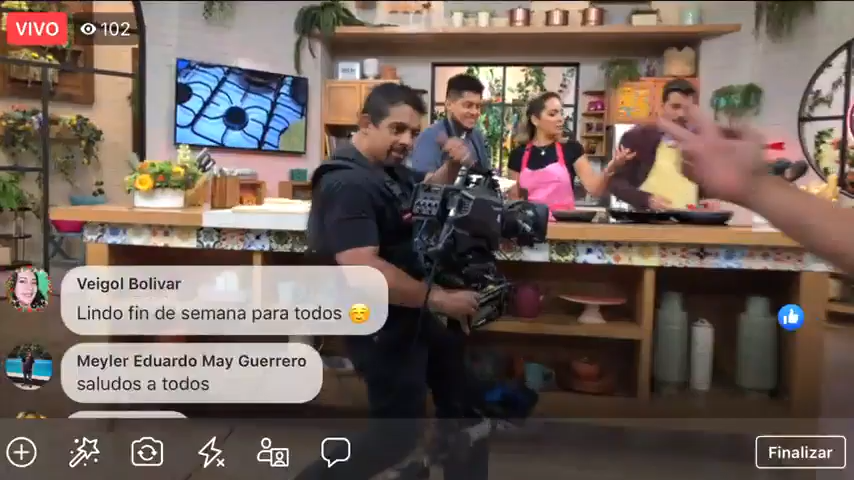 VIVO 102
Veigol Bolivar
Lindo fin de semana para todos ☺️
Meyler Eduardo May Guerrero
saludos a todos
Finalizar